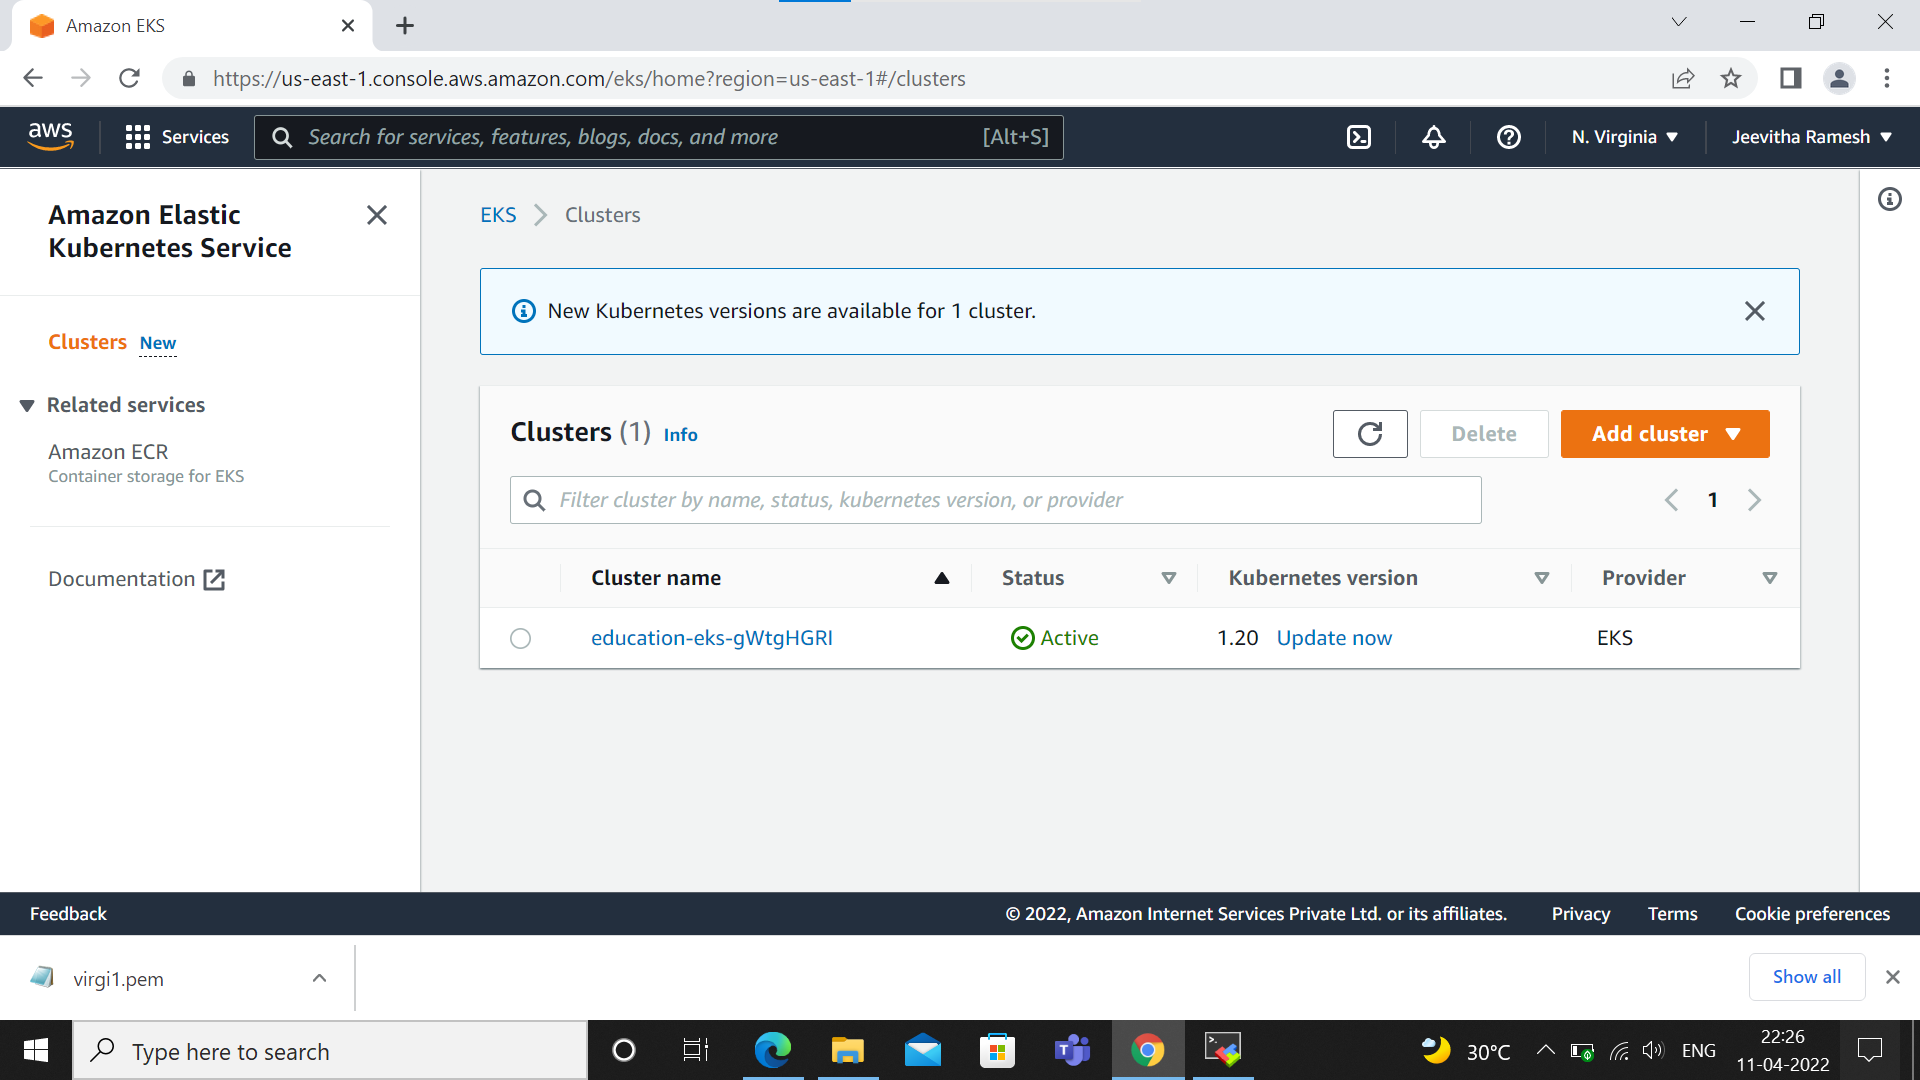 Amazon EKS
https://us-east-1.console.aws.amazon.com/eks/home?region=us-east-1#/clusters
aws
Services
Search for services, features, blogs, docs, and more
[Alt+S]
N. Virginia
Jeevitha Ramesh
Amazon Elastic
Kubernetes Service
Clusters New
Related services
Amazon ECR
Container storage for EKS
Documentation
EKS
Clusters
New Kubernetes versions are available for 1 cluster.
Clusters (1) Info
Delete
Add cluster
Filter cluster by name, status, kubernetes version, or provider
1
Cluster name
Status
Kubernetes version
Provider
education-eks-gWtgHGRI
Active
1.20 Update now
EKS
Feedback
© 2022, Amazon Internet Services Private Ltd. or its affiliates.
Privacy
Terms
Cookie preferences
virgi1.pem
Show all
Type here to search
30°C
ENG
22:26
11-04-2022